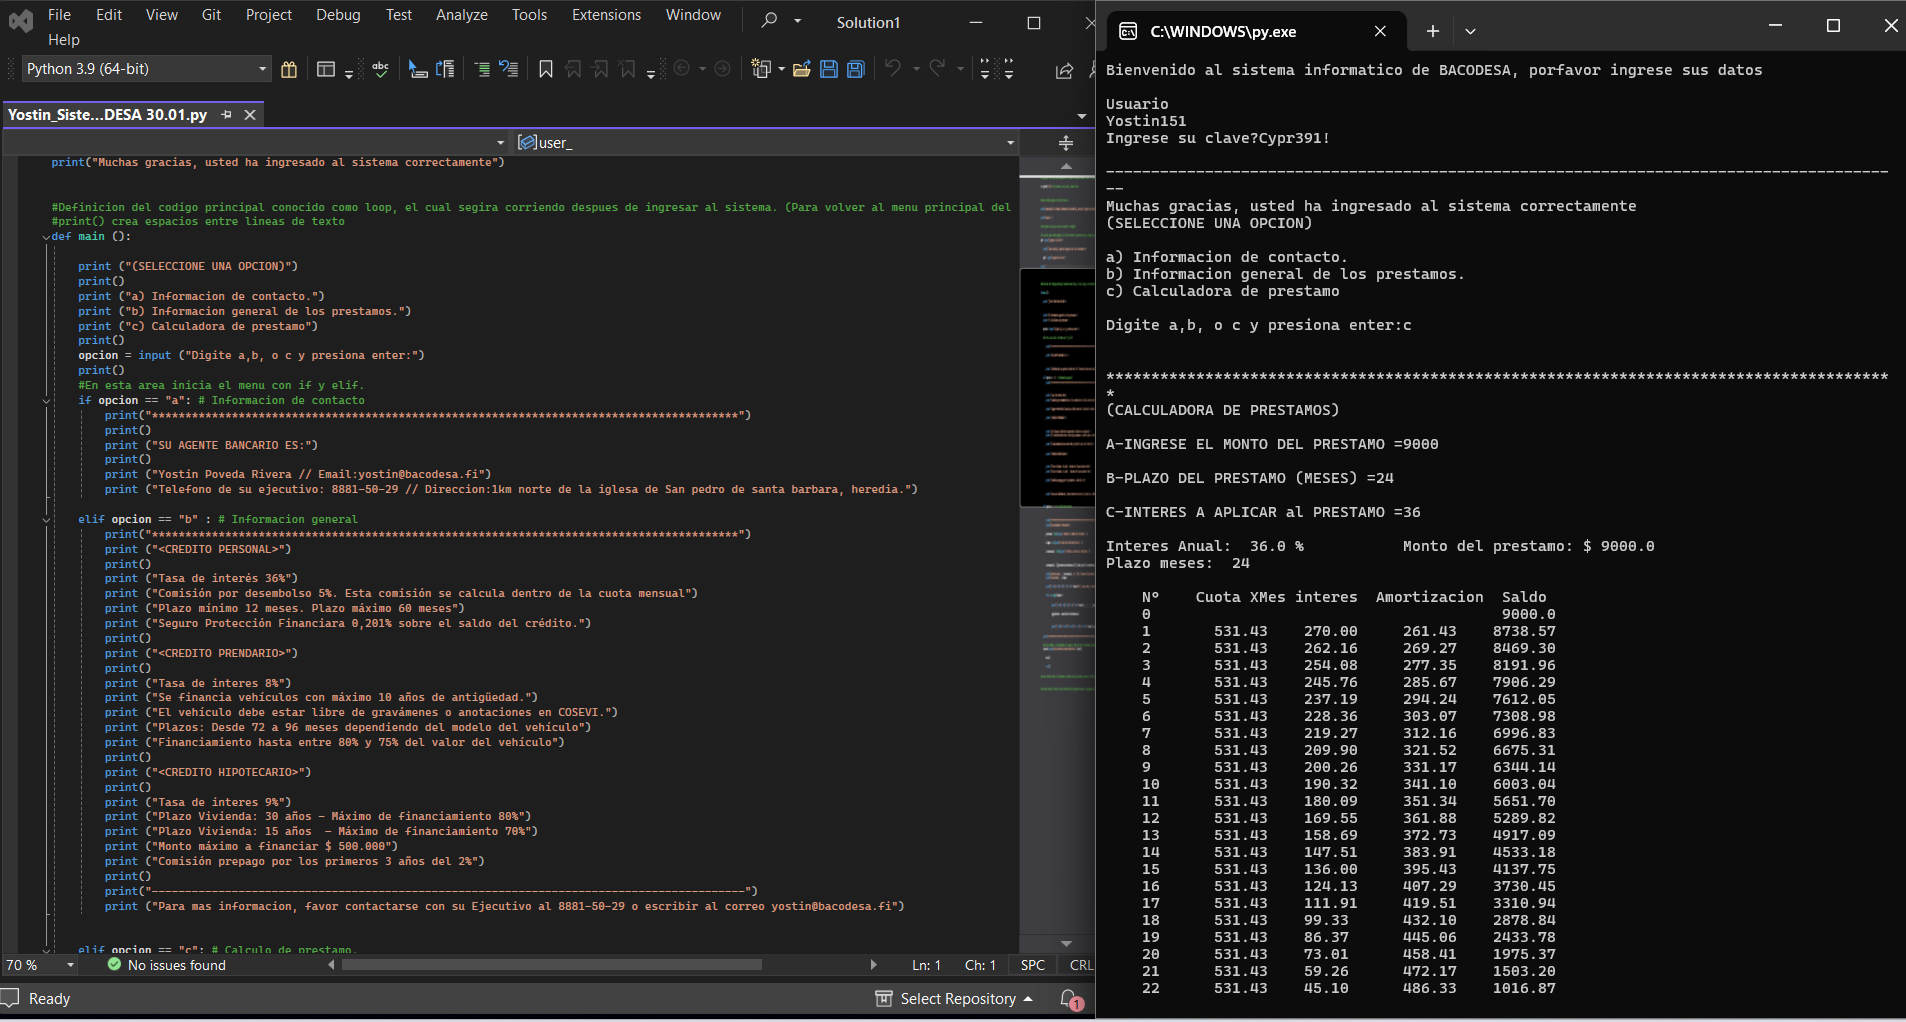 File Edit View Git Project Debug Test Analyze Tools Extensions Window Solution1
Help
Python 3.9 (64-bit)
abc
Yostin_Siste...DESA 30.01.py
user_
print("Muchas gracias, usted ha ingresado al sistema correctamente")
#Definicion del codigo principal conocido como loop, el cual segira corriendo despues de ingresar al sistema. (Para volver al menu principal del
#print() crea espacios entre lineas de texto
def main ():
print ("(SELECCIONE UNA OPCION)")
print()
print ("a) Informacion de contacto.")
print ("b) Informacion general de los prestamos.")
print ("c) Calculadora de prestamo")
print()
opcion = input ("Digite a,b, o c y presiona enter:")
print()
#En esta area inicia el menu con if y elif.
if opcion == "a": # Informacion de contacto
print("****************************************************************************************")
print()
print ("SU AGENTE BANCARIO ES:")
print()
print ("Yostin Poveda Rivera // Email:yostin@bacodesa.fi")
print ("Telefono de su ejecutivo: 8881-50-29 // Direccion:1km norte de la iglesa de San pedro de santa barbara, heredia.")
elif opcion == "b" : # Informacion general
print("****************************************************************************************")
print ("<CREDITO PERSONAL>")
print()
print ("Tasa de interés 36%")
print ("Comisión por desembolso 5%. Esta comisión se calcula dentro de la cuota mensual")
print ("Plazo mínimo 12 meses. Plazo máximo 60 meses")
print ("Seguro Protección Financiara 0,201% sobre el saldo del crédito.")
print()
print ("<CREDITO PRENDARIO>")
print()
print ("Tasa de interes 8%")
print ("Se financia vehículos con máximo 10 años de antigüedad.")
print ("El vehículo debe estar libre de gravámenes o anotaciones en COSEVI.")
print ("Plazos: Desde 72 a 96 meses dependiendo del modelo del vehículo")
print ("Financiamiento hasta entre 80% y 75% del valor del vehículo")
print()
print ("<CREDITO HIPOTECARIO>")
print()
print ("Tasa de interes 9%")
print ("Plazo Vivienda: 30 años - Máximo de financiamiento 80%")
print ("Plazo Vivienda: 15 años  - Máximo de financiamiento 70%")
print ("Monto máximo a financiar $ 500.000")
print ("Comisión prepago por los primeros 3 años del 2%")
print()
print("-----------------------------------------------------------------------------------------")
print ("Para mas informacion, favor contactarse con su Ejecutivo al 8881-50-29 o escribir al correo yostin@bacodesa.fi")
elif opcion == "c": # Calculo de prestamo.
70 % No issues found Ln: 1 Ch: 1 SPC CRL
Ready Select Repository 1
C:\WINDOWS\py.exe
Bienvenido al sistema informatico de BACODESA, porfavor ingrese sus datos
Usuario
Yostin151
Ingrese su clave?Cypr391!
---------------------------------------------------------------------------------------
--
Muchas gracias, usted ha ingresado al sistema correctamente
(SELECCIONE UNA OPCION)
a) Informacion de contacto.
b) Informacion general de los prestamos.
c) Calculadora de prestamo
Digite a,b, o c y presiona enter:c
***************************************************************************************
*
(CALCULADORA DE PRESTAMOS)
A-INGRESE EL MONTO DEL PRESTAMO =9000
B-PLAZO DEL PRESTAMO (MESES) =24
C-INTERES A APLICAR al PRESTAMO =36
Interes Anual:  36.0 % Monto del prestamo: $ 9000.0
Plazo meses:  24
Nº Cuota XMes interes Amortizacion Saldo
0 9000.0
1 531.43 270.00 261.43 8738.57
2 531.43 262.16 269.27 8469.30
3 531.43 254.08 277.35 8191.96
4 531.43 245.76 285.67 7906.29
5 531.43 237.19 294.24 7612.05
6 531.43 228.36 303.07 7308.98
7 531.43 219.27 312.16 6996.83
8 531.43 209.90 321.52 6675.31
9 531.43 200.26 331.17 6344.14
10 531.43 190.32 341.10 6003.04
11 531.43 180.09 351.34 5651.70
12 531.43 169.55 361.88 5289.82
13 531.43 158.69 372.73 4917.09
14 531.43 147.51 383.91 4533.18
15 531.43 136.00 395.43 4137.75
16 531.43 124.13 407.29 3730.45
17 531.43 111.91 419.51 3310.94
18 531.43 99.33 432.10 2878.84
19 531.43 86.37 445.06 2433.78
20 531.43 73.01 458.41 1975.37
21 531.43 59.26 472.17 1503.20
22 531.43 45.10 486.33 1016.87